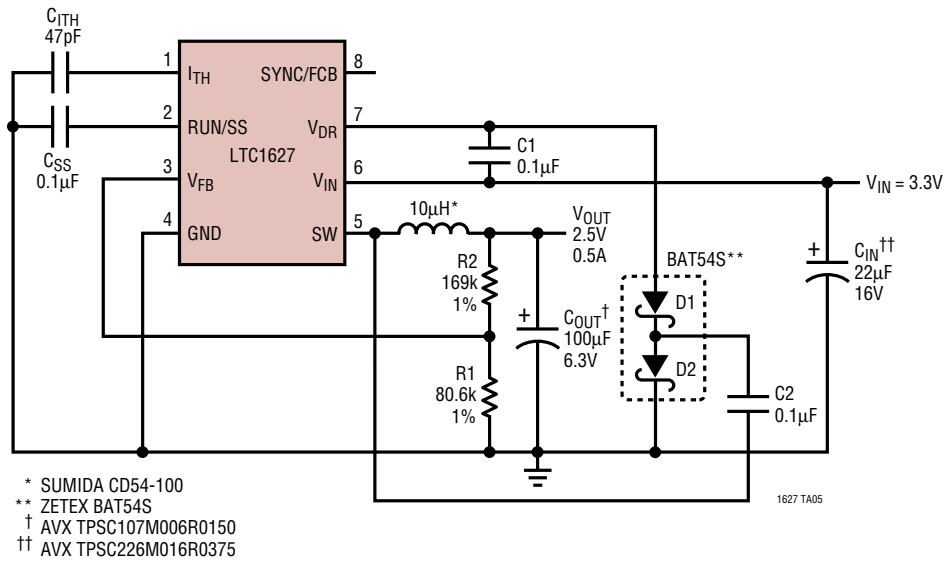 C_ITH
47pF
1
I_TH
SYNC/FCB
8
2
RUN/SS
V_DR
7
LTC1627
C_SS
0.1µF
3
V_FB
V_IN
6
4
GND
SW
5
C1
0.1µF
V_IN = 3.3V
10µH*
V_OUT
2.5V
0.5A
R2
169k
1%
C_OUT†
100µF
6.3V
+
R1
80.6k
1%
BAT54S**
D1
D2
C2
0.1µF
+
C_IN††
22µF
16V
* SUMIDA CD54-100
** ZETEX BAT54S
† AVX TPSC107M006R0150
†† AVX TPSC226M016R0375
1627 TA05